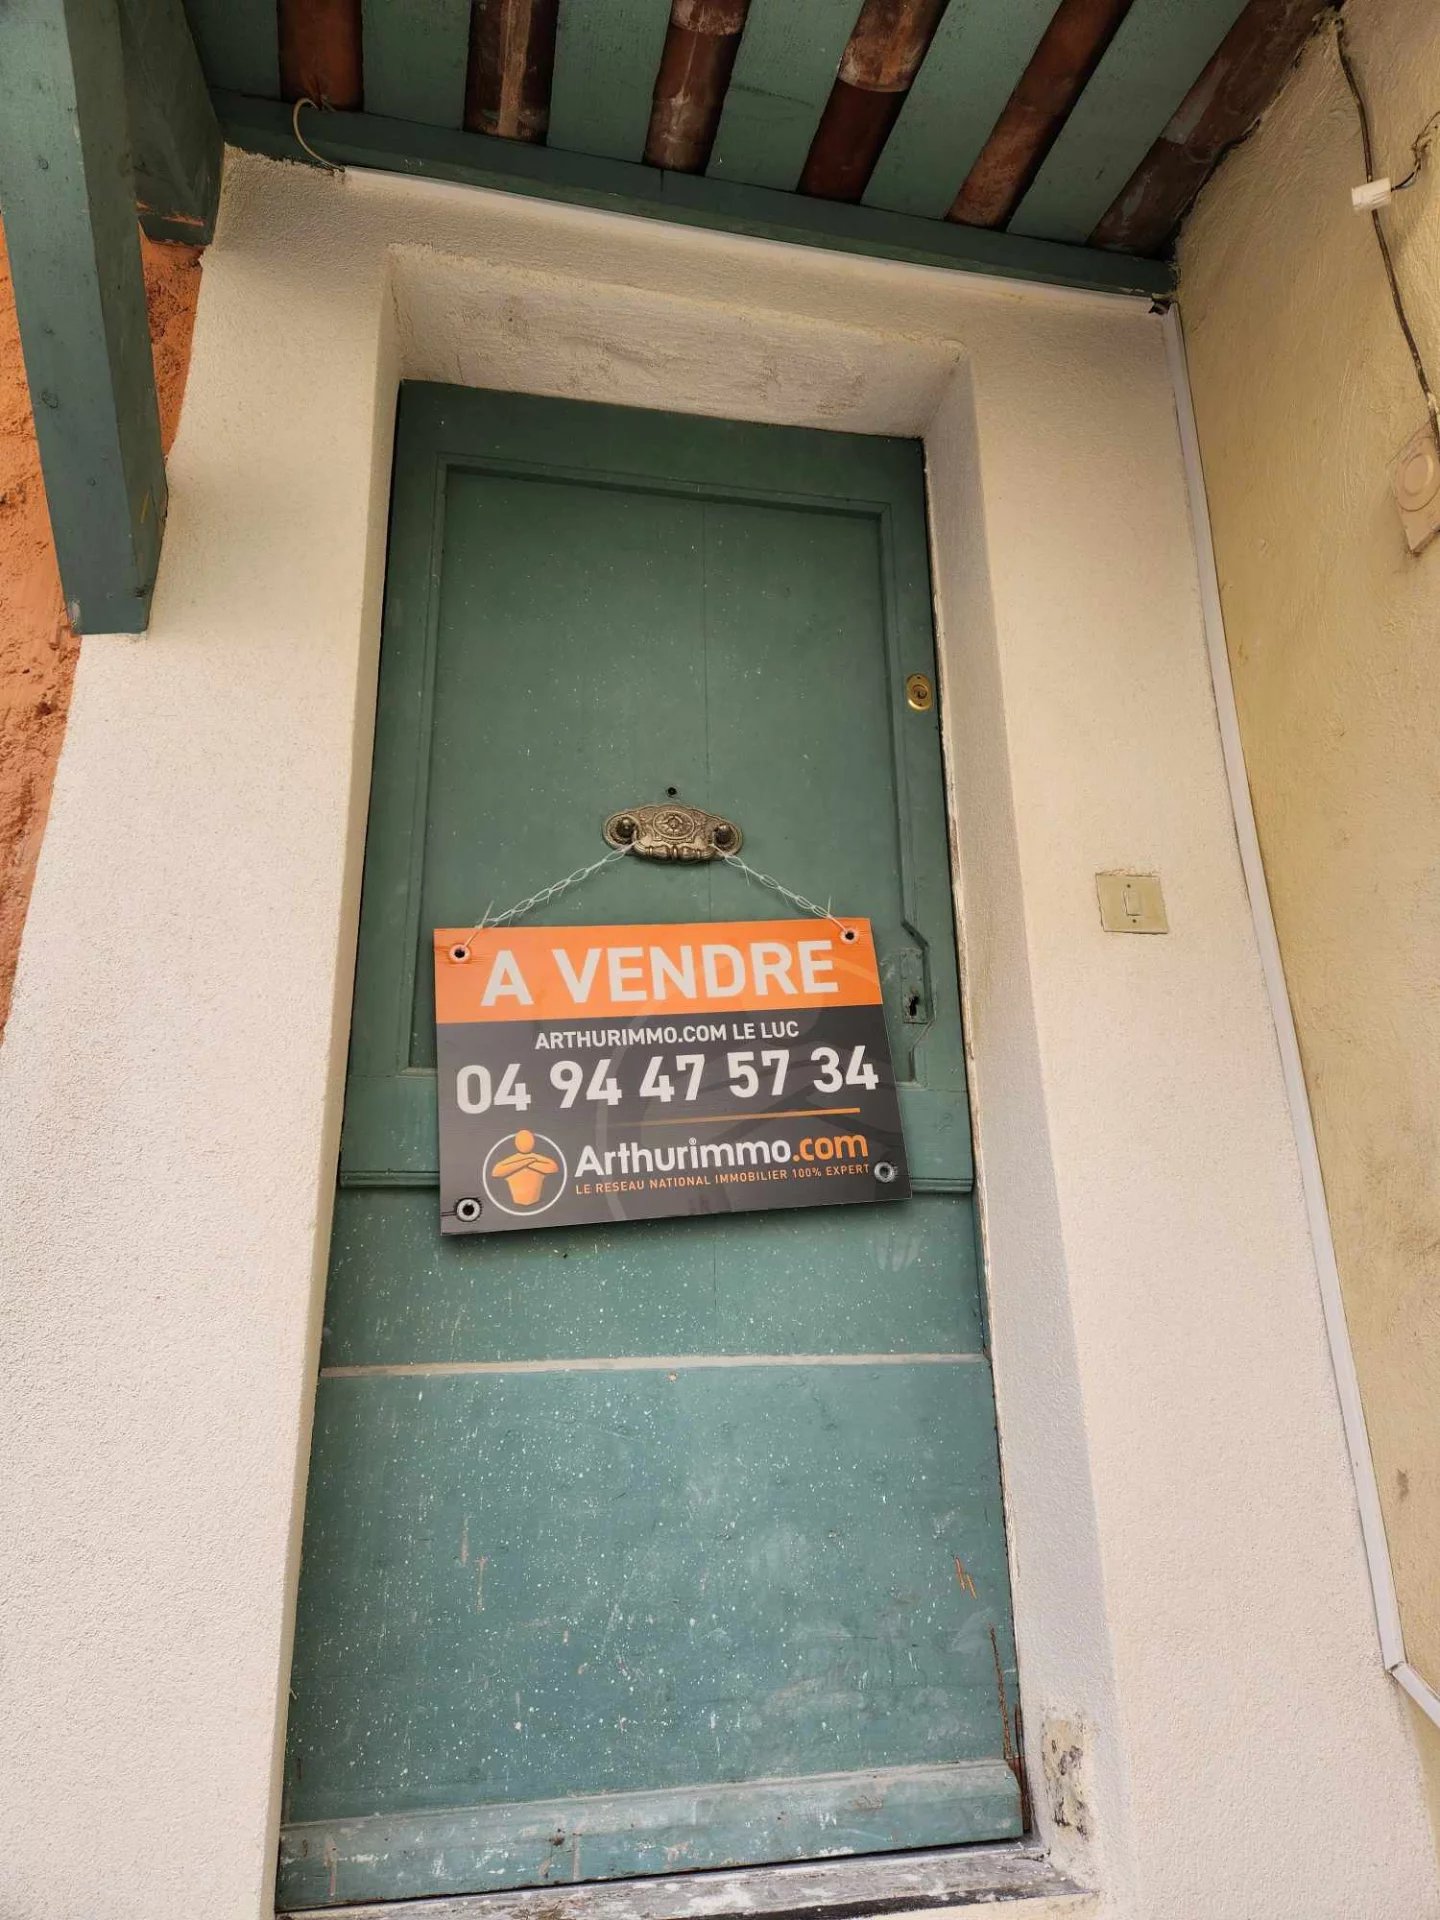 A VENDRE
ARTHURIMMO.COM LE LUC
04 94 47 57 34
Arthurimmo.com
LE RESEAU NATIONAL IMMOBILIER 100% EXPERT